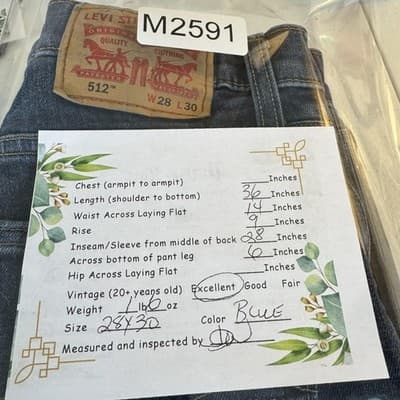 M2591
LEVI ST
ORIGINAL
QUALITY CLOTHING
512™ W28 L30
Chest (armpit to armpit) Inches
Length (shoulder to bottom) 36 Inches
Waist Across Laying Flat 14 Inches
Rise 9 Inches
Inseam/Sleeve from middle of back 28 Inches
Across bottom of pant leg 6 Inches
Hip Across Laying Flat Inches
Vintage (20+ years old) Excellent Good Fair
Weight 1 lb 6 oz
Size 28X30 Color BLUE
Measured and inspected by